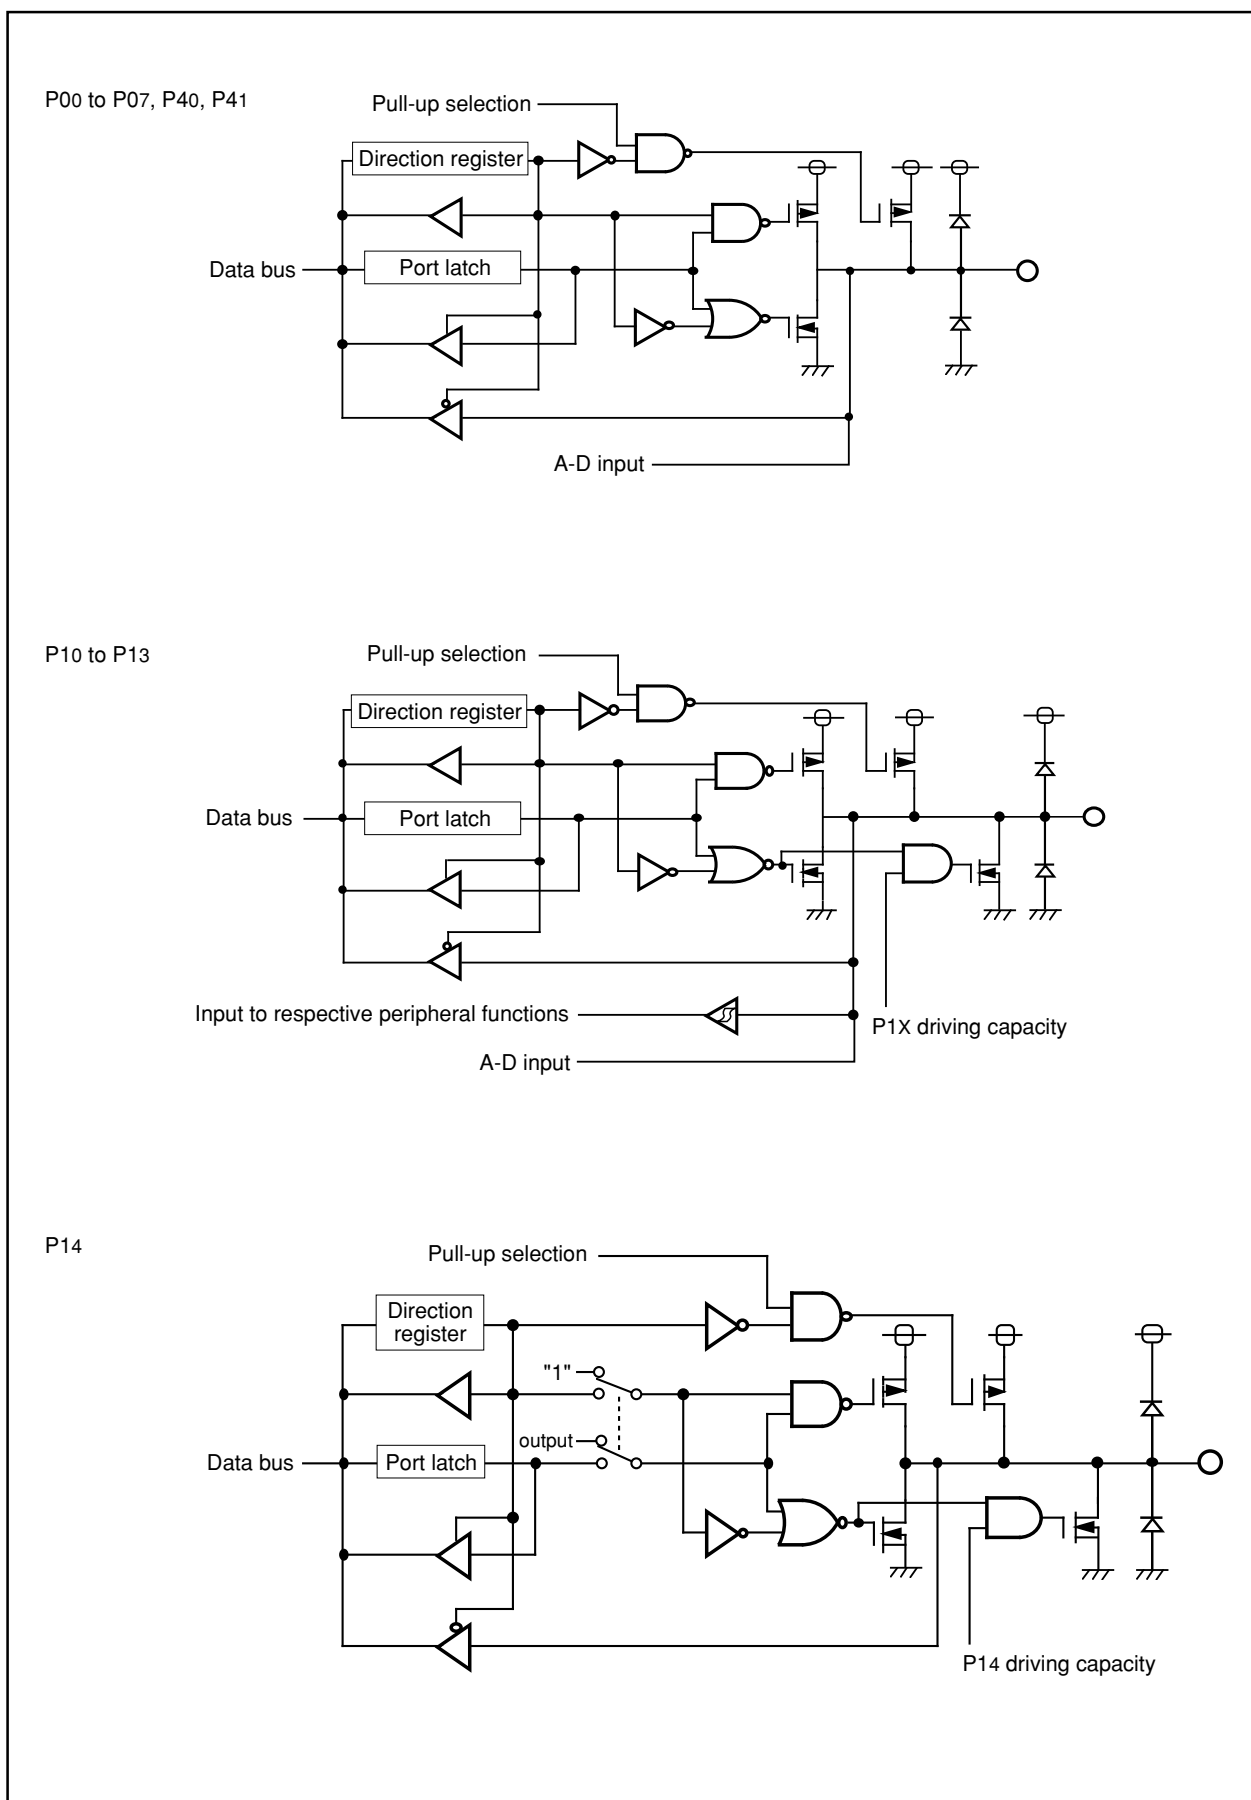 P00 to P07, P40, P41
Pull-up selection
Direction register
Data bus
Port latch
A-D input
P10 to P13
Pull-up selection
Direction register
Data bus
Port latch
Input to respective peripheral functions
P1X driving capacity
A-D input
P14
Pull-up selection
Direction
register
"1"
output
Data bus
Port latch
P14 driving capacity